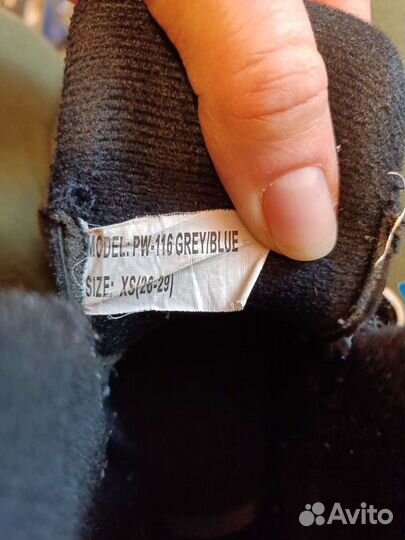 MODEL: PW-116 GREY/BLUE
SIZE: XS(26-29)
Avito